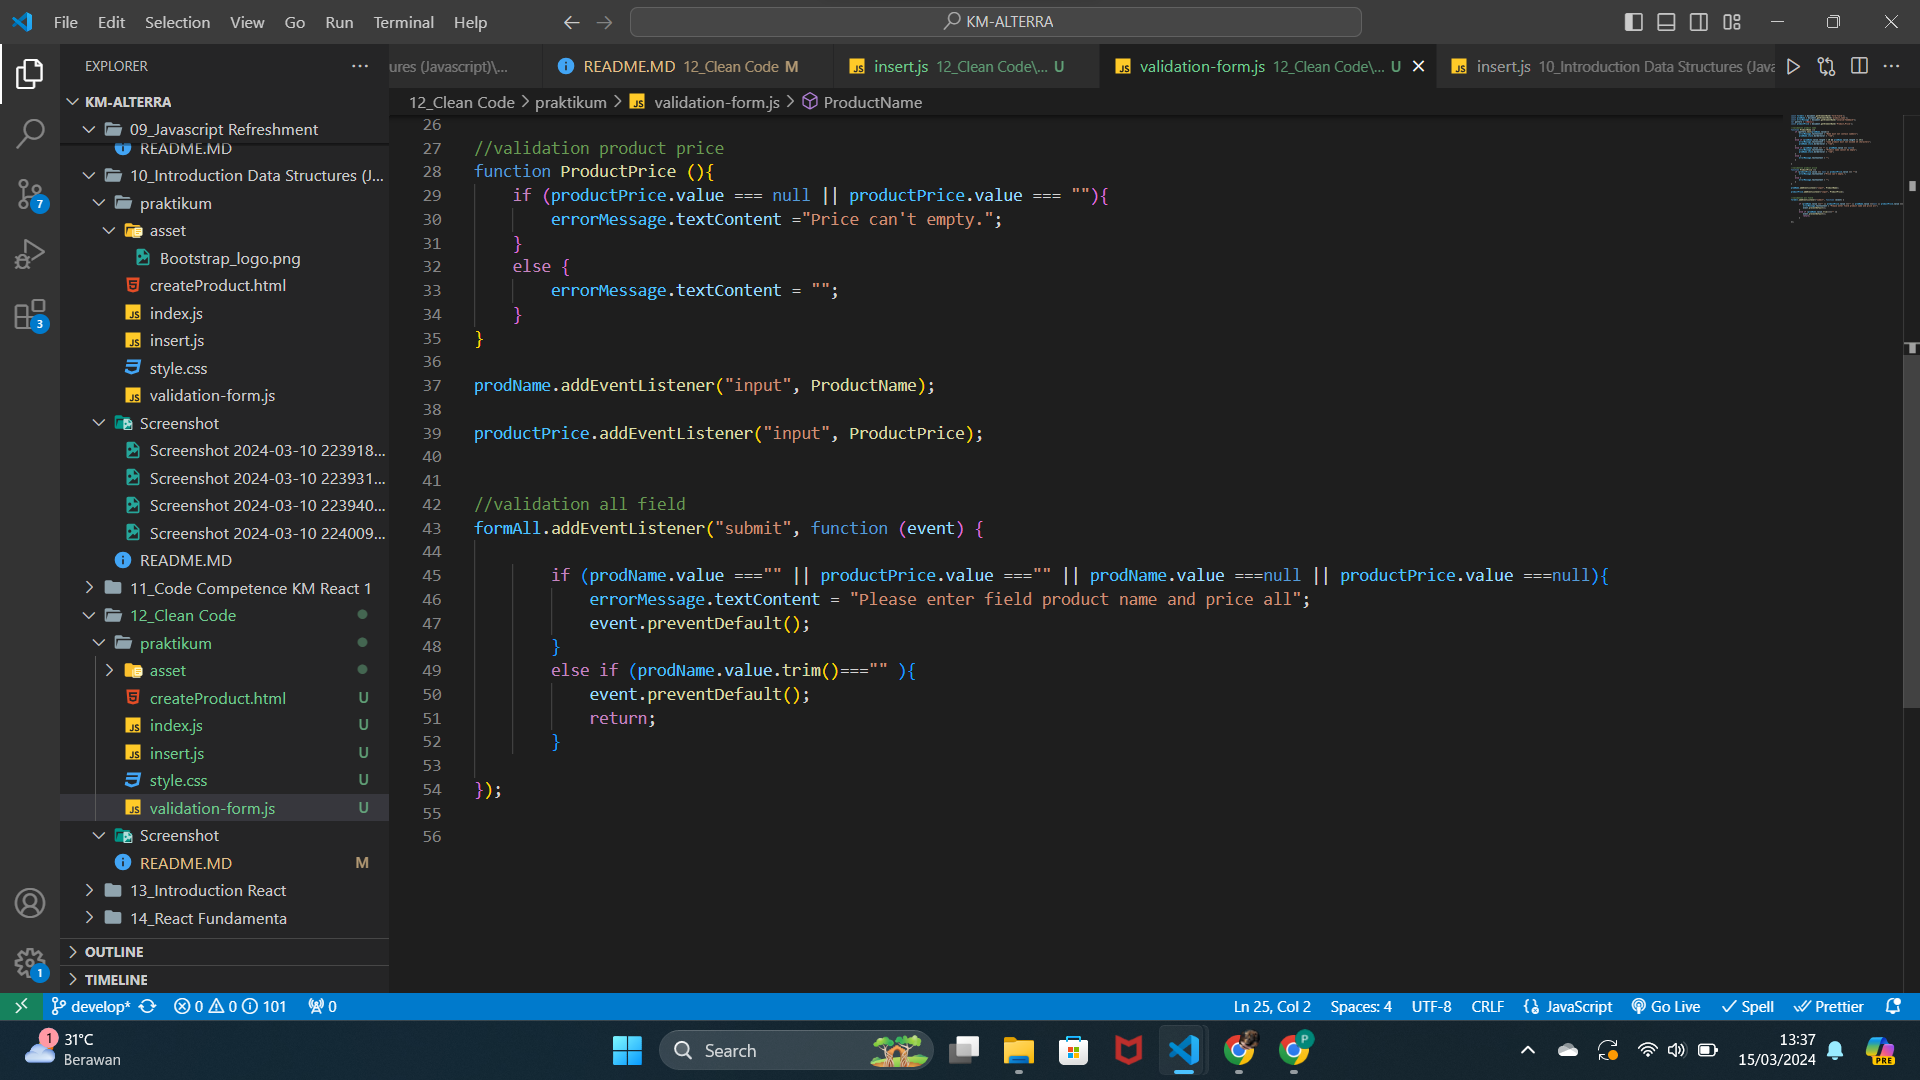 File Edit Selection View Go Run Terminal Help
KM-ALTERRA
EXPLORER
ures (Javascript)\...
README.MD 12_Clean Code M
insert.js 12_Clean Code\... U
validation-form.js 12_Clean Code\... U
insert.js 10_Introduction Data Structures (Java
12_Clean Code > praktikum > validation-form.js > ProductName
KM-ALTERRA
09_Javascript Refreshment
README.MD
10_Introduction Data Structures (J...
praktikum
asset
Bootstrap_logo.png
createProduct.html
index.js
insert.js
style.css
validation-form.js
Screenshot
Screenshot 2024-03-10 223918...
Screenshot 2024-03-10 223931...
Screenshot 2024-03-10 223940...
Screenshot 2024-03-10 224009...
README.MD
11_Code Competence KM React 1
12_Clean Code
praktikum
asset
createProduct.html U
index.js U
insert.js U
style.css U
validation-form.js U
Screenshot
README.MD M
13_Introduction React
14_React Fundamenta
OUTLINE
TIMELINE
7
3
1
26
27 //validation product price
28 function ProductPrice (){
29 if (productPrice.value === null || productPrice.value === ""){
30 errorMessage.textContent ="Price can't empty.";
31 }
32 else {
33 errorMessage.textContent = "";
34 }
35 }
36
37 prodName.addEventListener("input", ProductName);
38
39 productPrice.addEventListener("input", ProductPrice);
40
41
42 //validation all field
43 formAll.addEventListener("submit", function (event) {
44
45 if (prodName.value ==="" || productPrice.value ==="" || prodName.value ===null || productPrice.value ===null){
46 errorMessage.textContent = "Please enter field product name and price all";
47 event.preventDefault();
48 }
49 else if (prodName.value.trim()==="" ){
50 event.preventDefault();
51 return;
52 }
53
54 });
55
56
develop* 0 0 101 0
Ln 25, Col 2 Spaces: 4 UTF-8 CRLF JavaScript Go Live Spell Prettier
1
31°C
Berawan
Search
P
13:37
15/03/2024
PRE